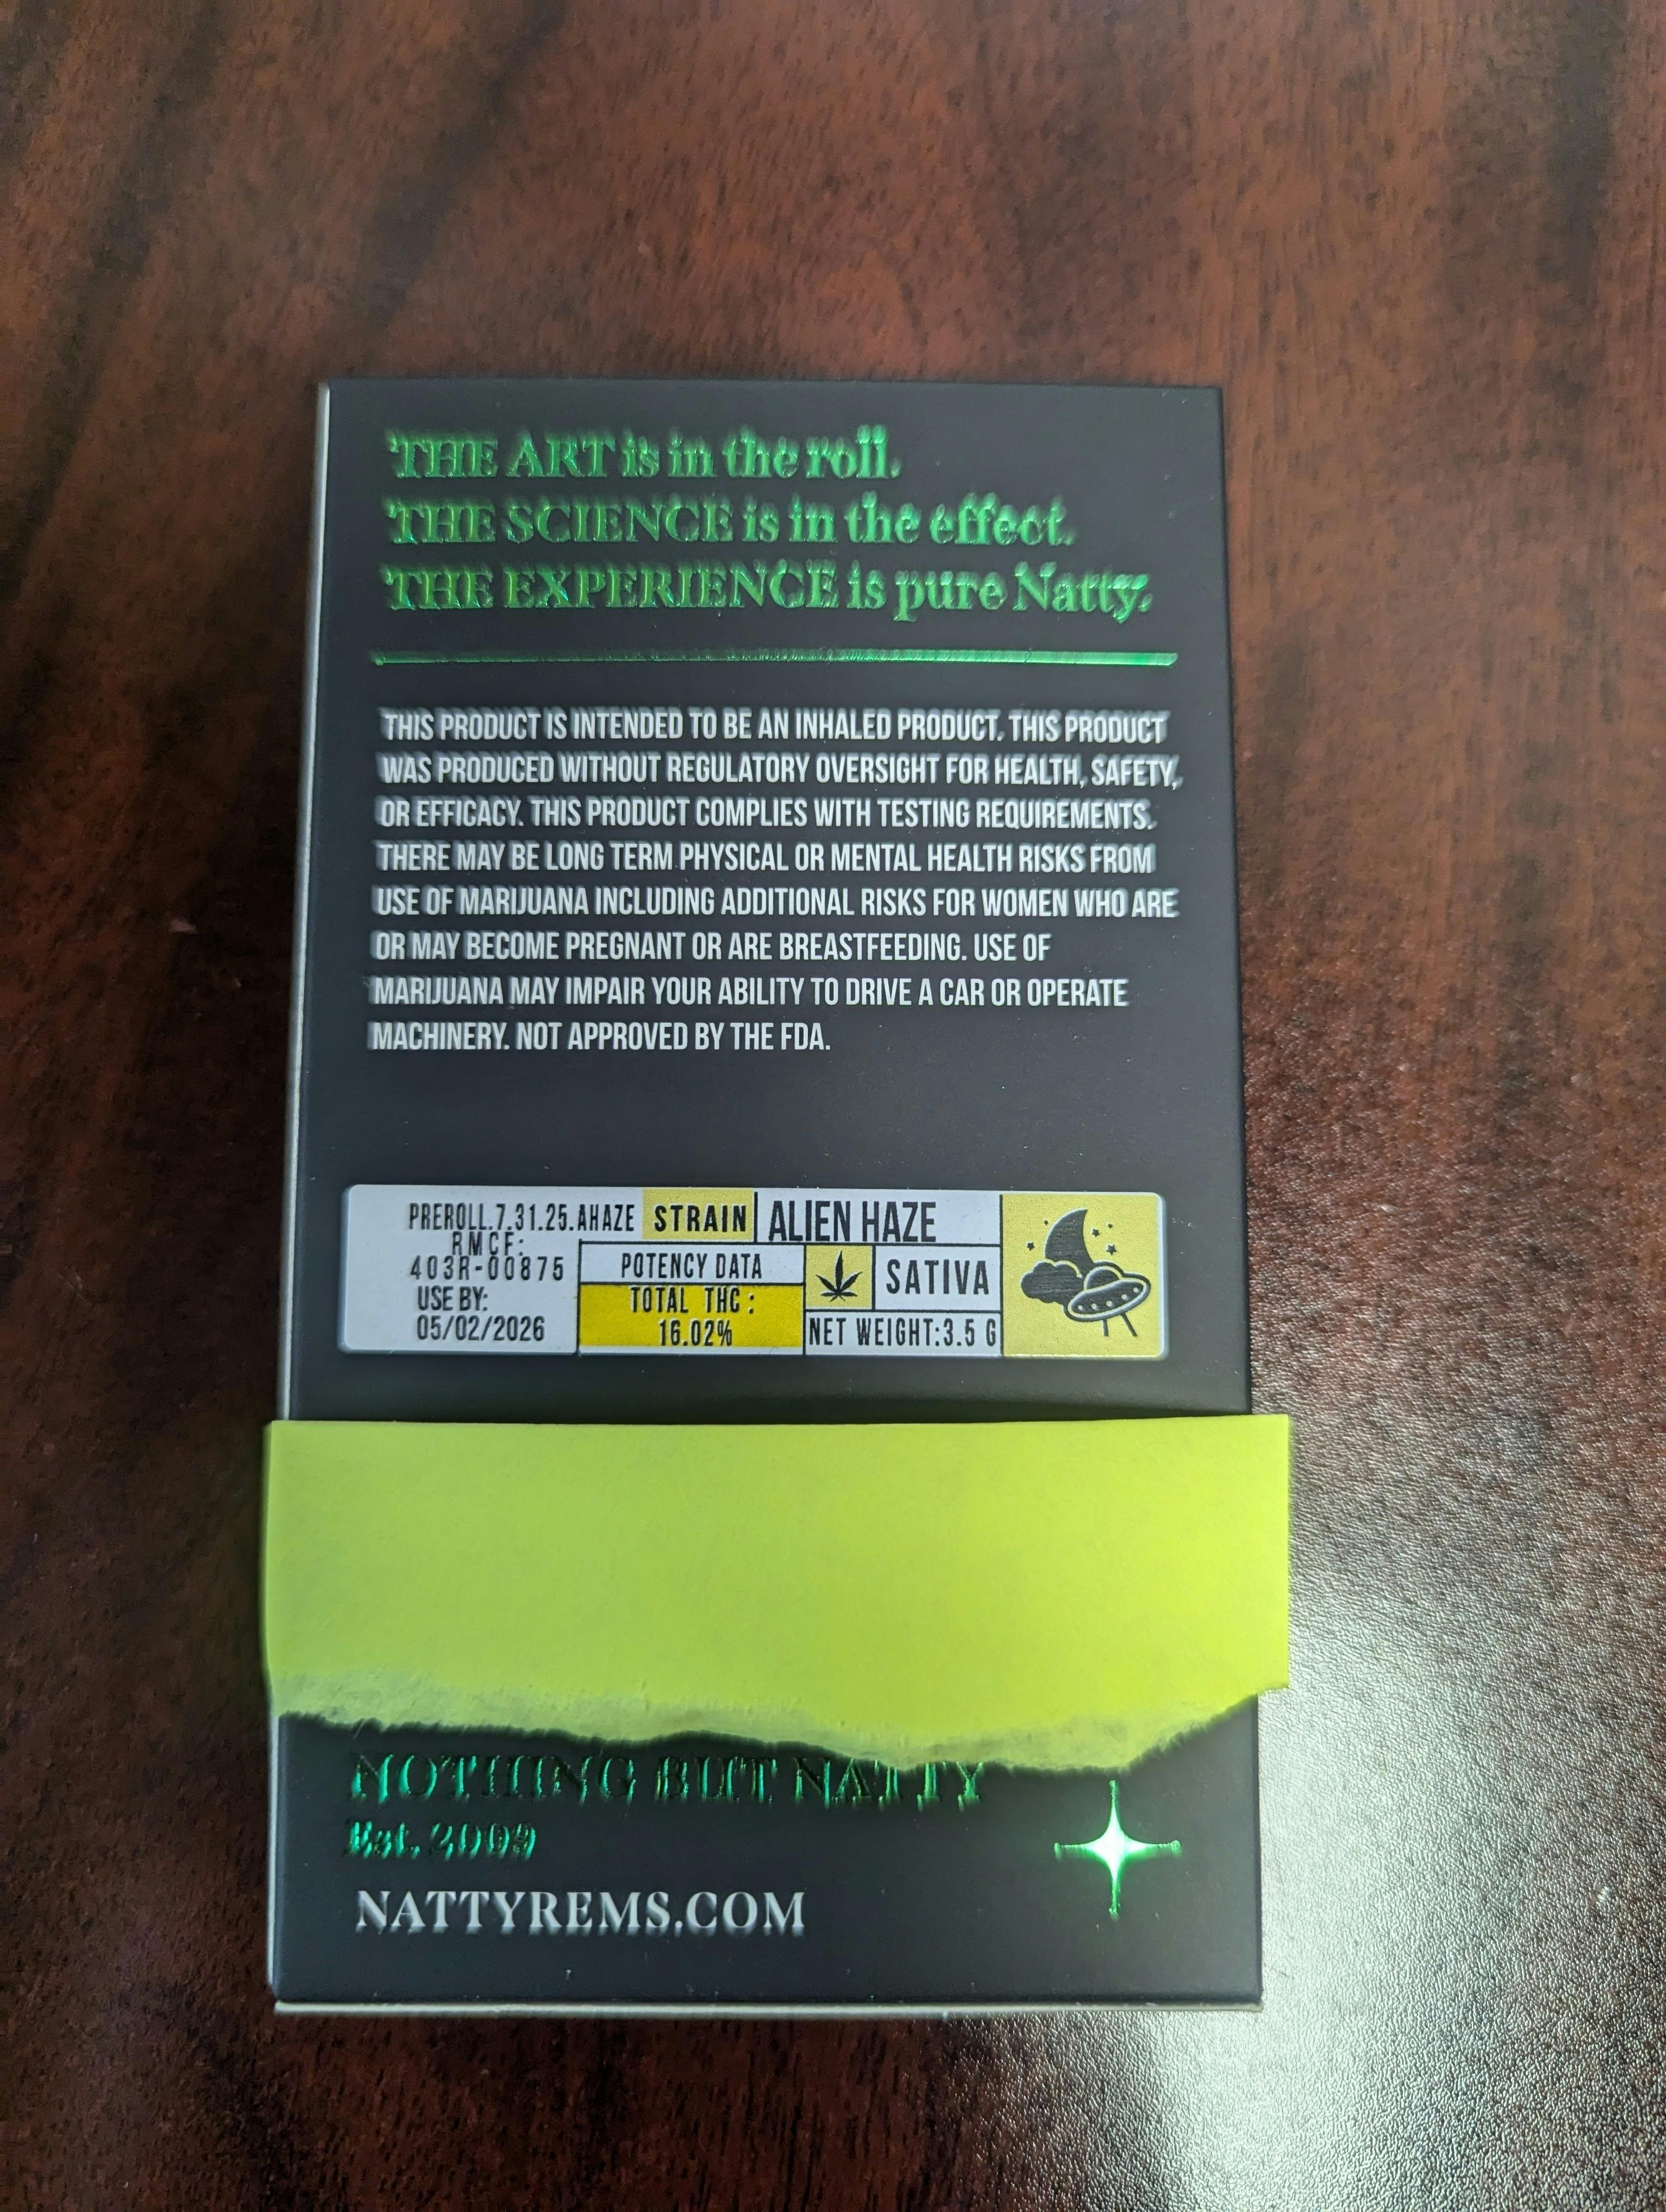 THE ART is in the roll.
THE SCIENCE is in the effect.
THE EXPERIENCE is pure Natty.
THIS PRODUCT IS INTENDED TO BE AN INHALED PRODUCT. THIS PRODUCT
WAS PRODUCED WITHOUT REGULATORY OVERSIGHT FOR HEALTH, SAFETY,
OR EFFICACY. THIS PRODUCT COMPLIES WITH TESTING REQUIREMENTS.
THERE MAY BE LONG TERM PHYSICAL OR MENTAL HEALTH RISKS FROM
USE OF MARIJUANA INCLUDING ADDITIONAL RISKS FOR WOMEN WHO ARE
OR MAY BECOME PREGNANT OR ARE BREASTFEEDING. USE OF
MARIJUANA MAY IMPAIR YOUR ABILITY TO DRIVE A CAR OR OPERATE
MACHINERY. NOT APPROVED BY THE FDA.
PREROLL.7.31.25.AHAZE
RMCF:
403R-00875
USE BY:
05/02/2026
STRAIN ALIEN HAZE
POTENCY DATA
TOTAL THC:
16.02%
SATIVA
NET WEIGHT:3.5 G
NOTHING BUT NATTY
Est. 2009
NATTYREMS.COM